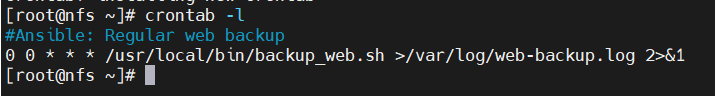 [root@nfs ~]# crontab -l
#Ansible: Regular web backup
0 0 * * * /usr/local/bin/backup_web.sh >/var/log/web-backup.log 2>&1
[root@nfs ~]#